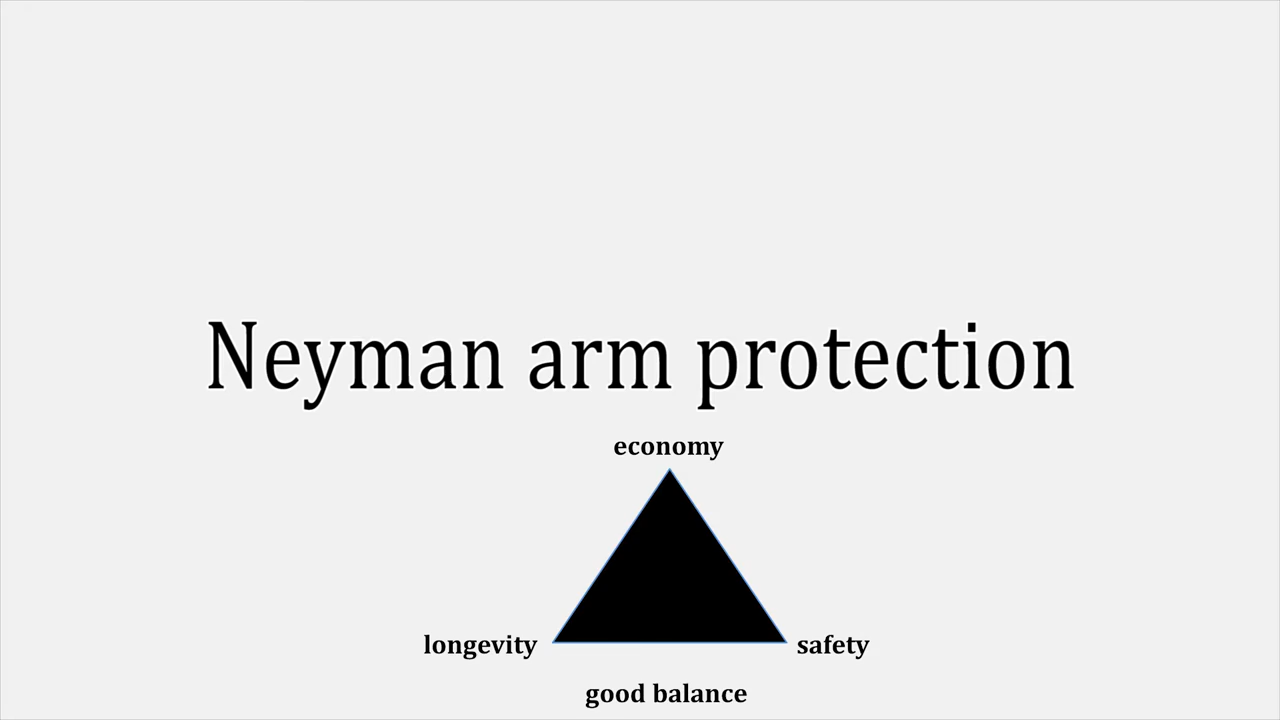 Neyman arm protection
economy
longevity safety
good balance